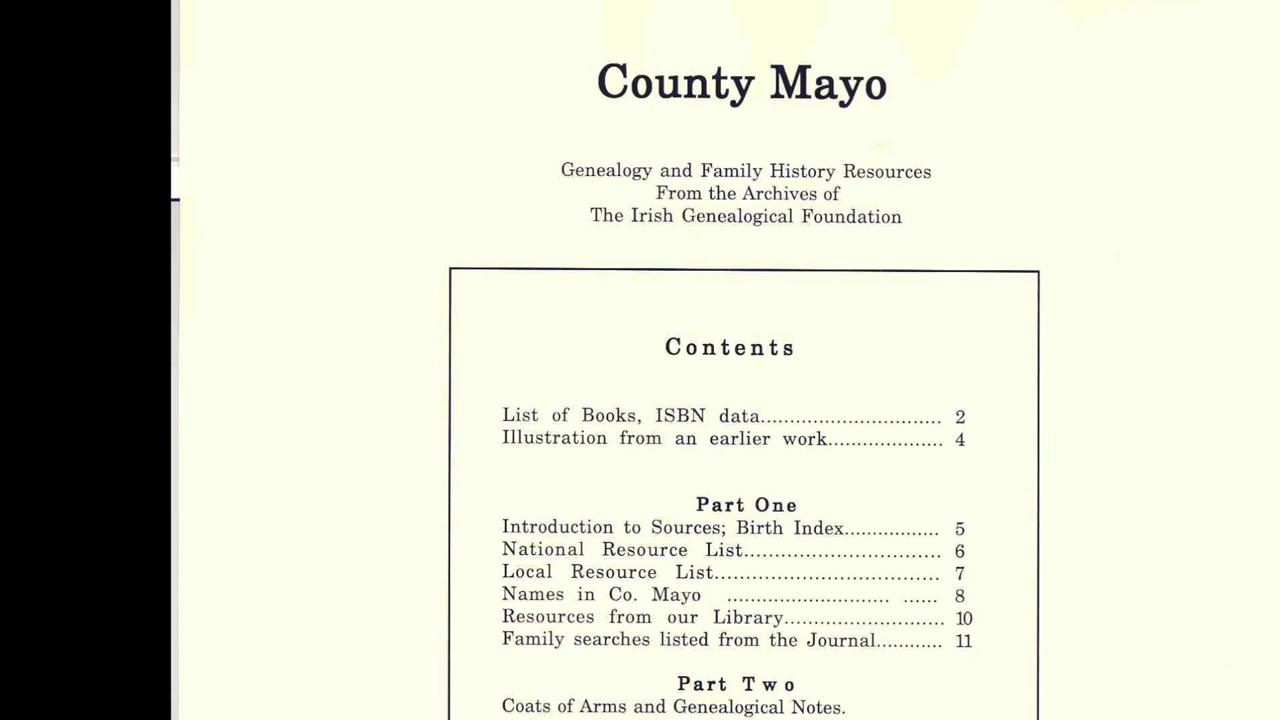 County Mayo
Genealogy and Family History Resources
From the Archives of
The Irish Genealogical Foundation
Contents
List of Books, ISBN data............................. 2
Illustration from an earlier work.................... 4
Part One
Introduction to Sources; Birth Index................ 5
National Resource List............................... 6
Local Resource List.................................... 7
Names in Co. Mayo ............................ ...... 8
Resources from our Library.......................... 10
Family searches listed from the Journal............ 11
Part Two
Coats of Arms and Genealogical Notes.